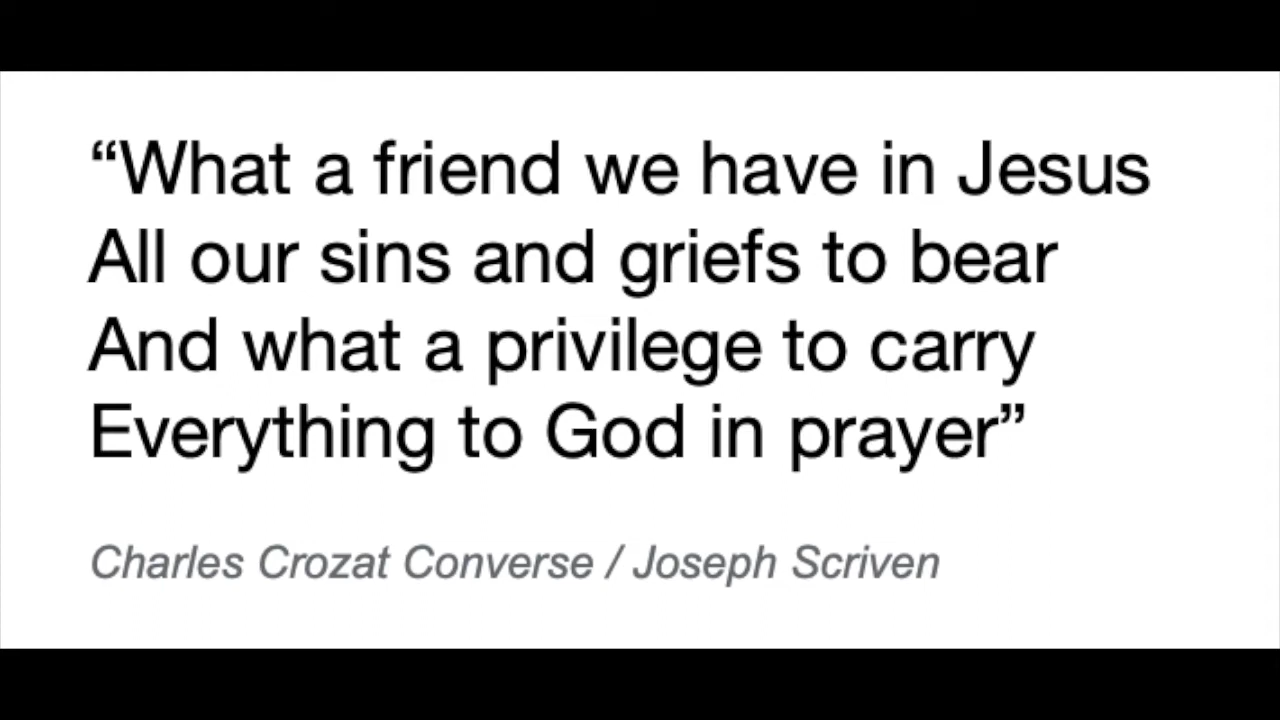 “What a friend we have in Jesus
All our sins and griefs to bear
And what a privilege to carry
Everything to God in prayer”
Charles Crozat Converse / Joseph Scriven